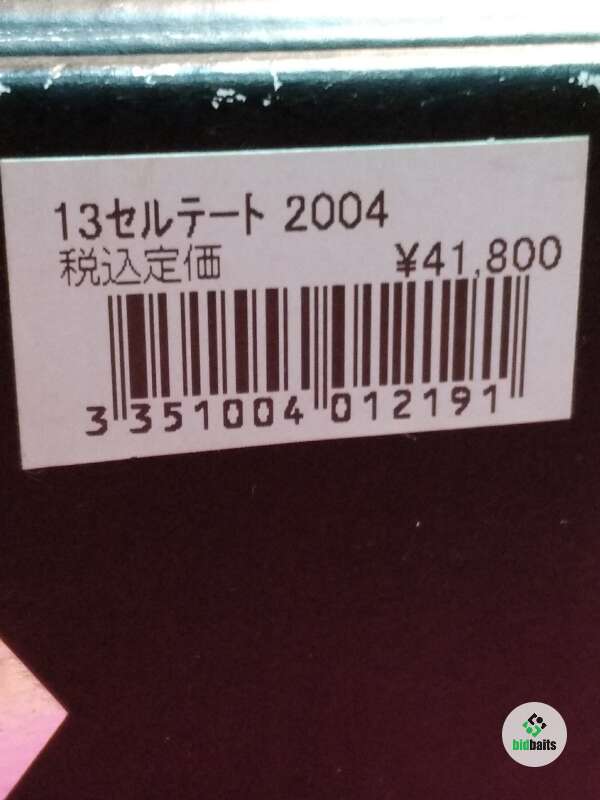 13セルテート 2004
税込定価 ¥41,800
3 351004 012191
bidbaits